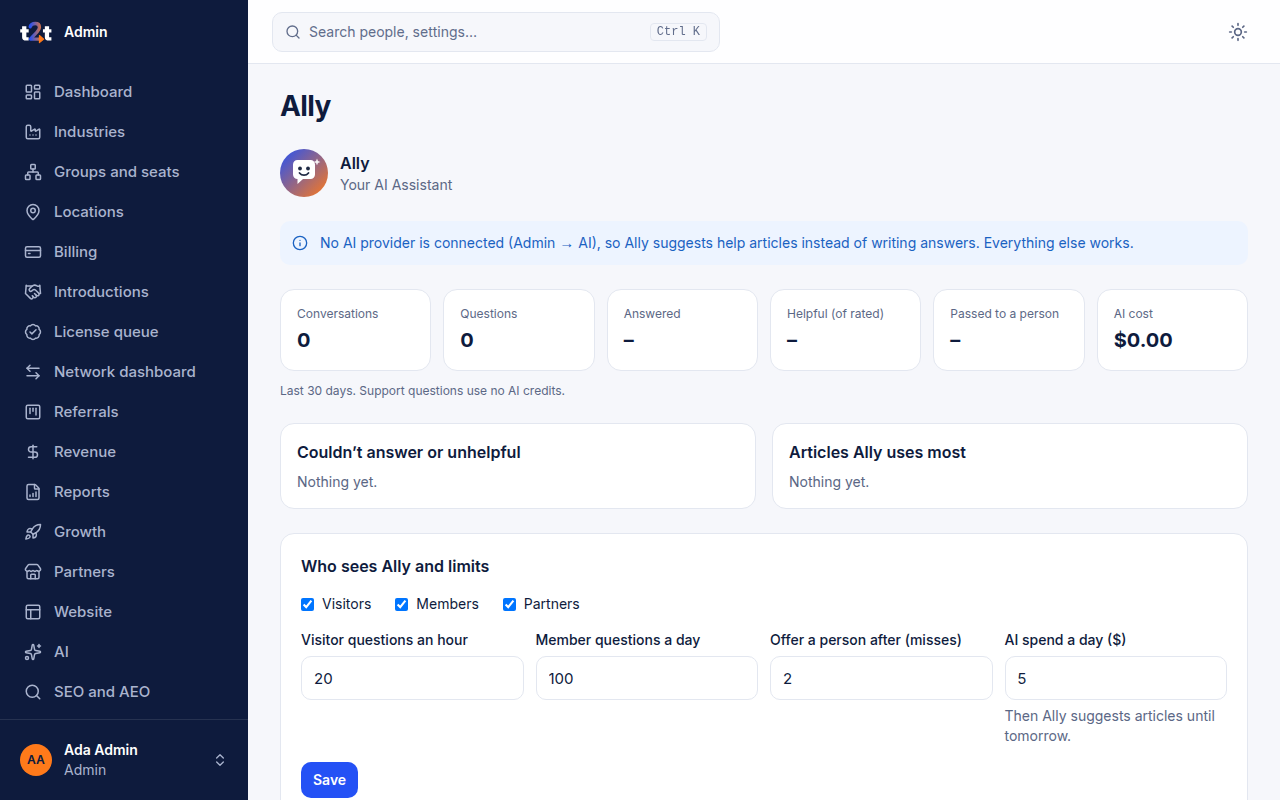 t2t Admin
Search people, settings...
Ctrl K
Dashboard
Industries
Groups and seats
Locations
Billing
Introductions
License queue
Network dashboard
Referrals
Revenue
Reports
Growth
Partners
Website
AI
SEO and AEO
AA
Ada Admin
Admin
Ally
Ally
Your AI Assistant
No AI provider is connected (Admin → AI), so Ally suggests help articles instead of writing answers. Everything else works.
Conversations
0
Questions
0
Answered
–
Helpful (of rated)
–
Passed to a person
–
AI cost
$0.00
Last 30 days. Support questions use no AI credits.
Couldn’t answer or unhelpful
Nothing yet.
Articles Ally uses most
Nothing yet.
Who sees Ally and limits
Visitors
Members
Partners
Visitor questions an hour
20
Member questions a day
100
Offer a person after (misses)
2
AI spend a day ($)
5
Then Ally suggests articles until
tomorrow.
Save